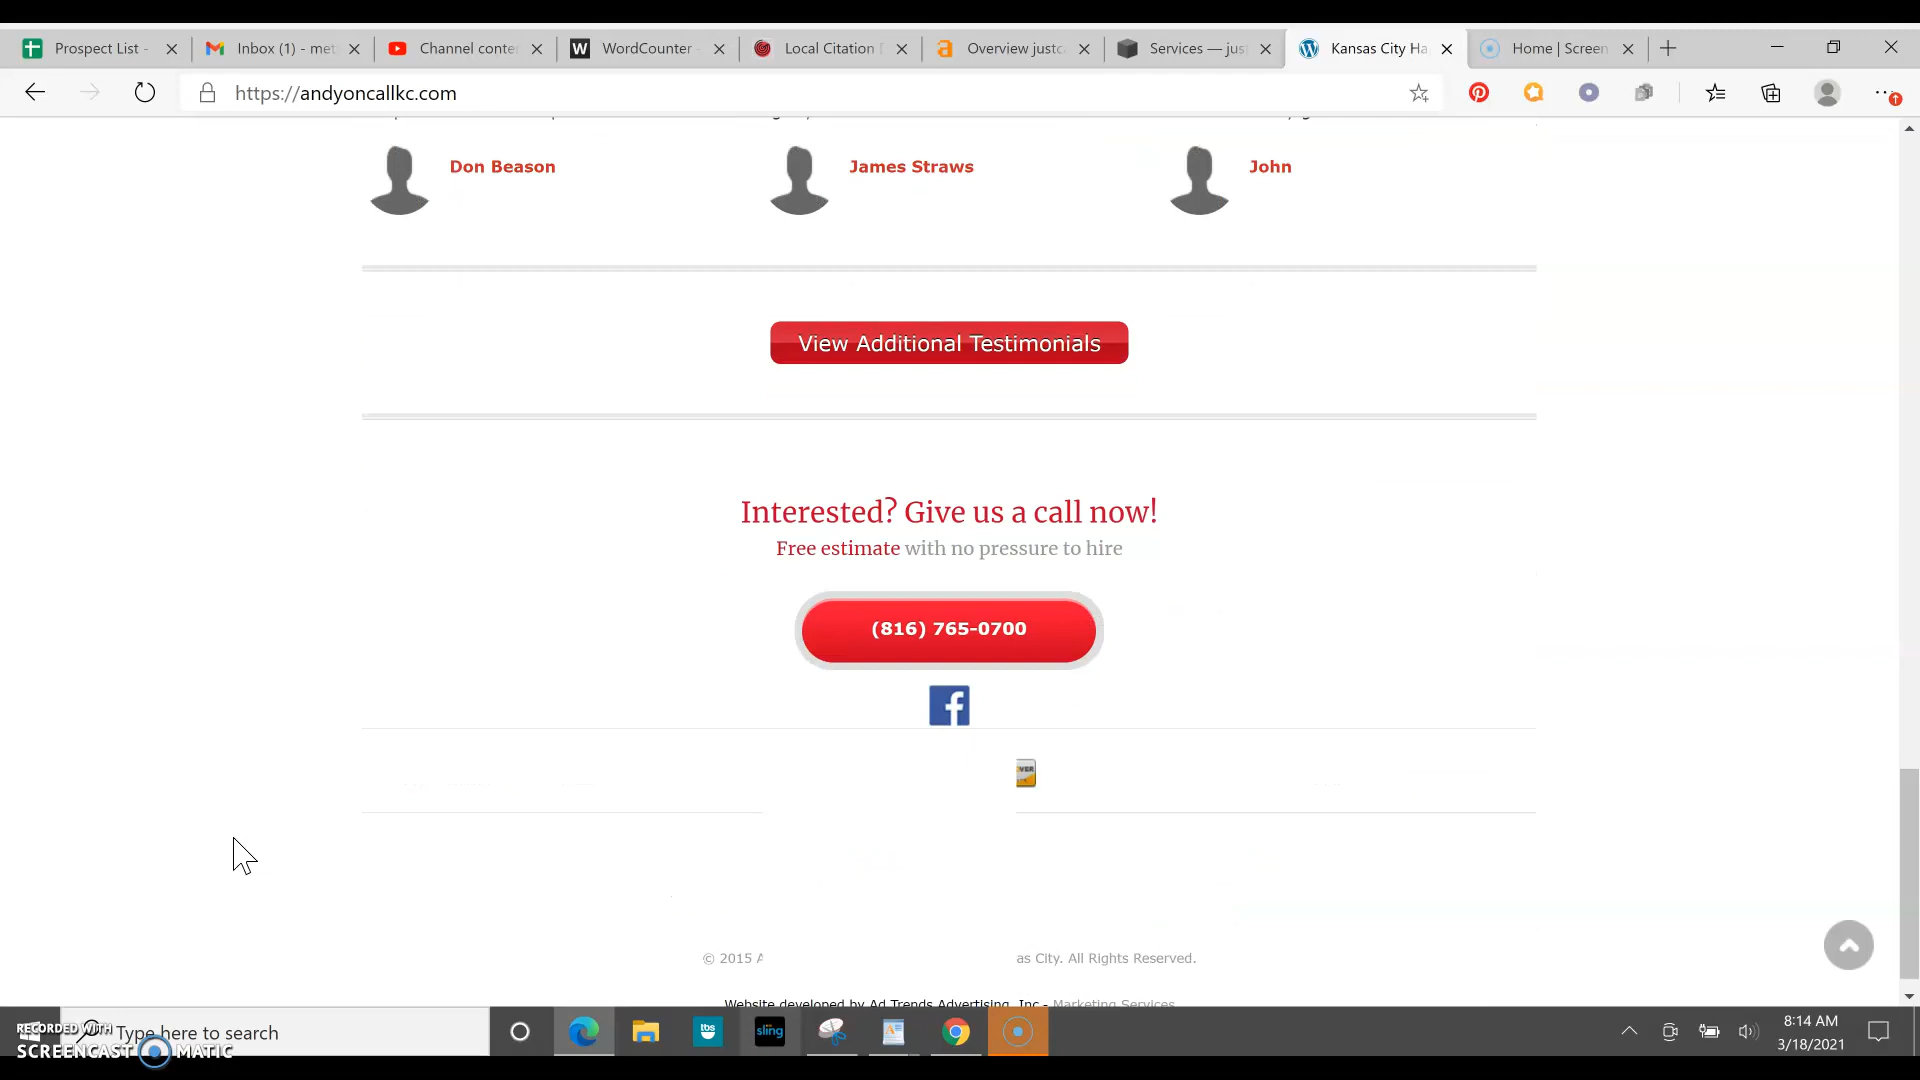 Prospect List -
Inbox (1) - met
Channel conte
WordCounter -
Local Citation
Overview justc
Services — jus
Kansas City Ha
Home | Screen
https://andyoncallkc.com
Don Beason
James Straws
John
View Additional Testimonials
Interested? Give us a call now!
Free estimate with no pressure to hire
(816) 765-0700
© 2015 A
as City. All Rights Reserved.
Website developed by Ad Trends Advertising, Inc - Marketing Services
Type here to search
RECORDED WITH
SCREENCAST MATIC
tbs
sling
8:14 AM
3/18/2021